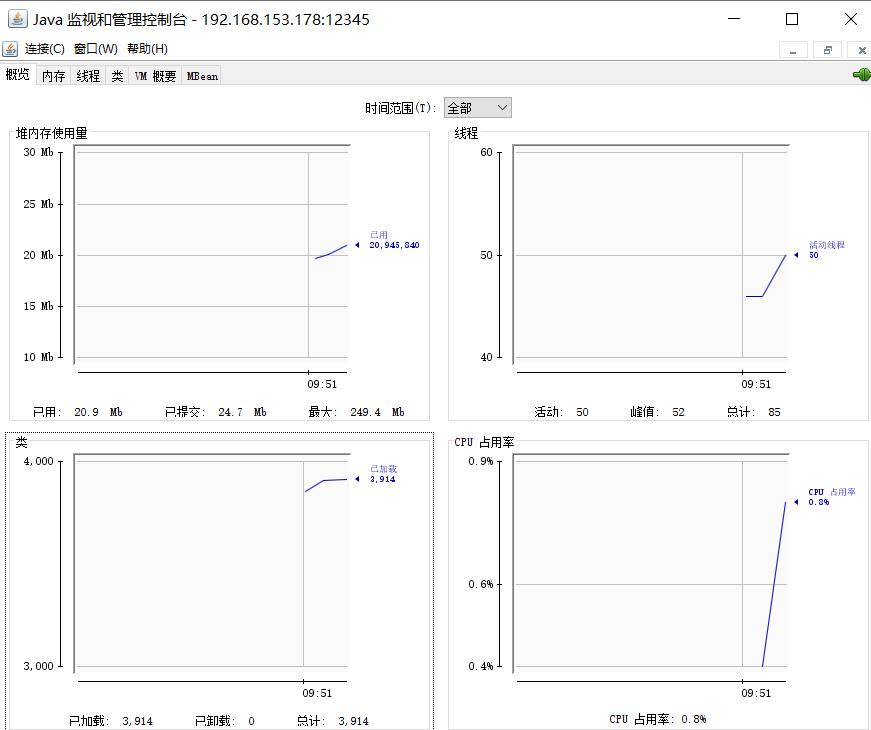 Java 监视和管理控制台 - 192.168.153.178:12345
连接(C) 窗口(W) 帮助(H)
概览 内存 线程 类 VM 概要 MBean
时间范围(T): 全部
堆内存使用量
30 Mb
25 Mb
20 Mb
15 Mb
10 Mb
已用
20,945,840
09:51
已用: 20.9 Mb 已提交: 24.7 Mb 最大: 249.4 Mb
线程
60
50
40
活动线程
50
09:51
活动: 50 峰值: 52 总计: 85
类
4,000
3,000
已加载
3,914
09:51
已加载: 3,914 已卸载: 0 总计: 3,914
CPU 占用率
0.9%
0.6%
0.4%
CPU 占用率
0.8%
09:51
CPU 占用率: 0.8%